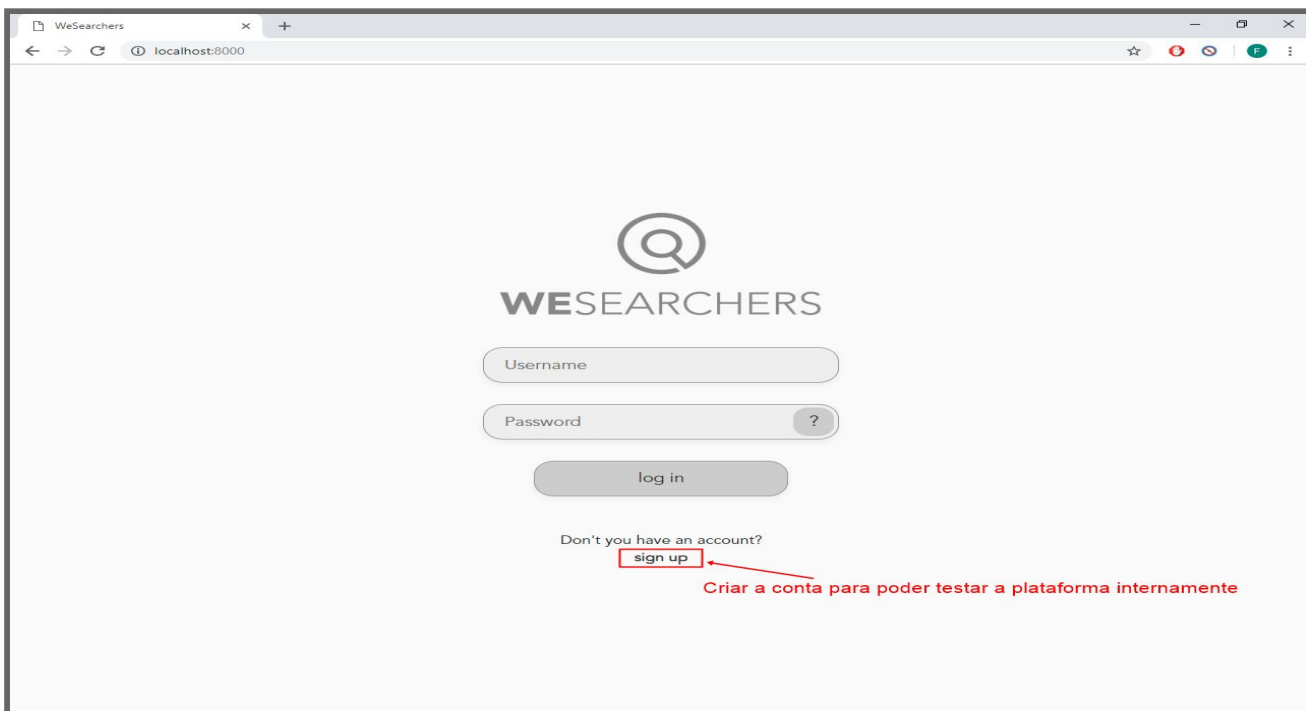 WeSearchers
localhost:8000
F
WESEARCHERS
Username
Password
?
log in
Don't you have an account?
sign up
Criar a conta para poder testar a plataforma internamente